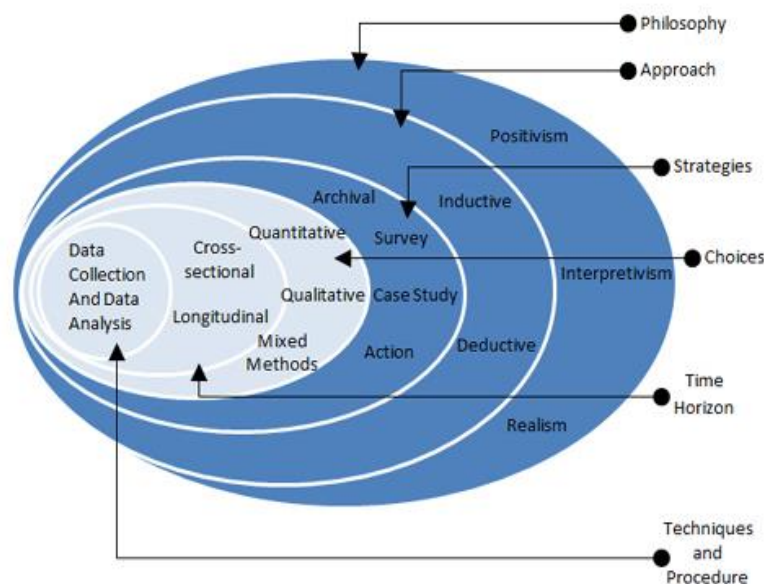 Philosophy
Approach
Positivism
Strategies
Archival
Inductive
Quantitative
Survey
Data
Collection
And Data
Analysis
Cross-
sectional
Choices
Interpretivism
Qualitative
Case Study
Longitudinal
Mixed
Methods
Action
Deductive
Time
Horizon
Realism
Techniques
and
Procedure